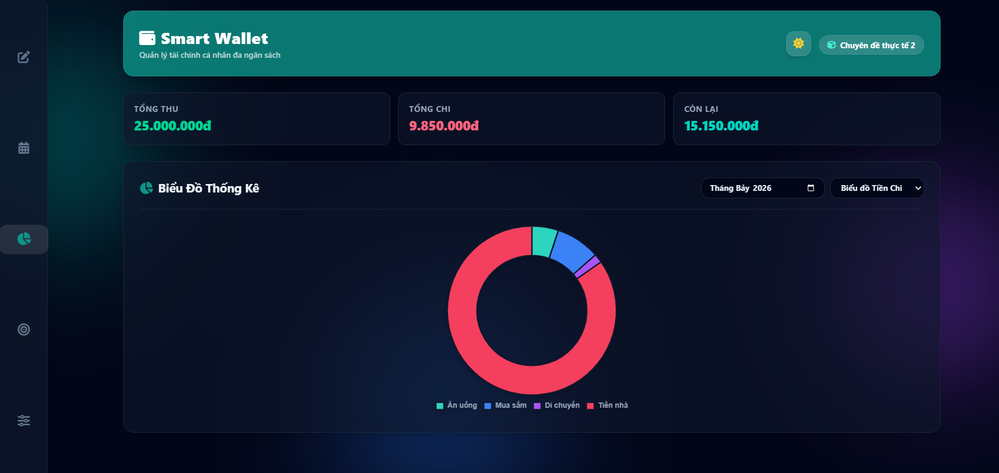 Smart Wallet
Quản lý tài chính cá nhân đa ngân sách
Chuyên đề thực tế 2
TỔNG THU
25.000.000đ
TỔNG CHI
9.850.000đ
CÒN LẠI
15.150.000đ
Biểu Đồ Thống Kê
Tháng Bảy 2026
Biểu đồ Tiền Chi
Ăn uống
Mua sắm
Di chuyển
Tiền nhà